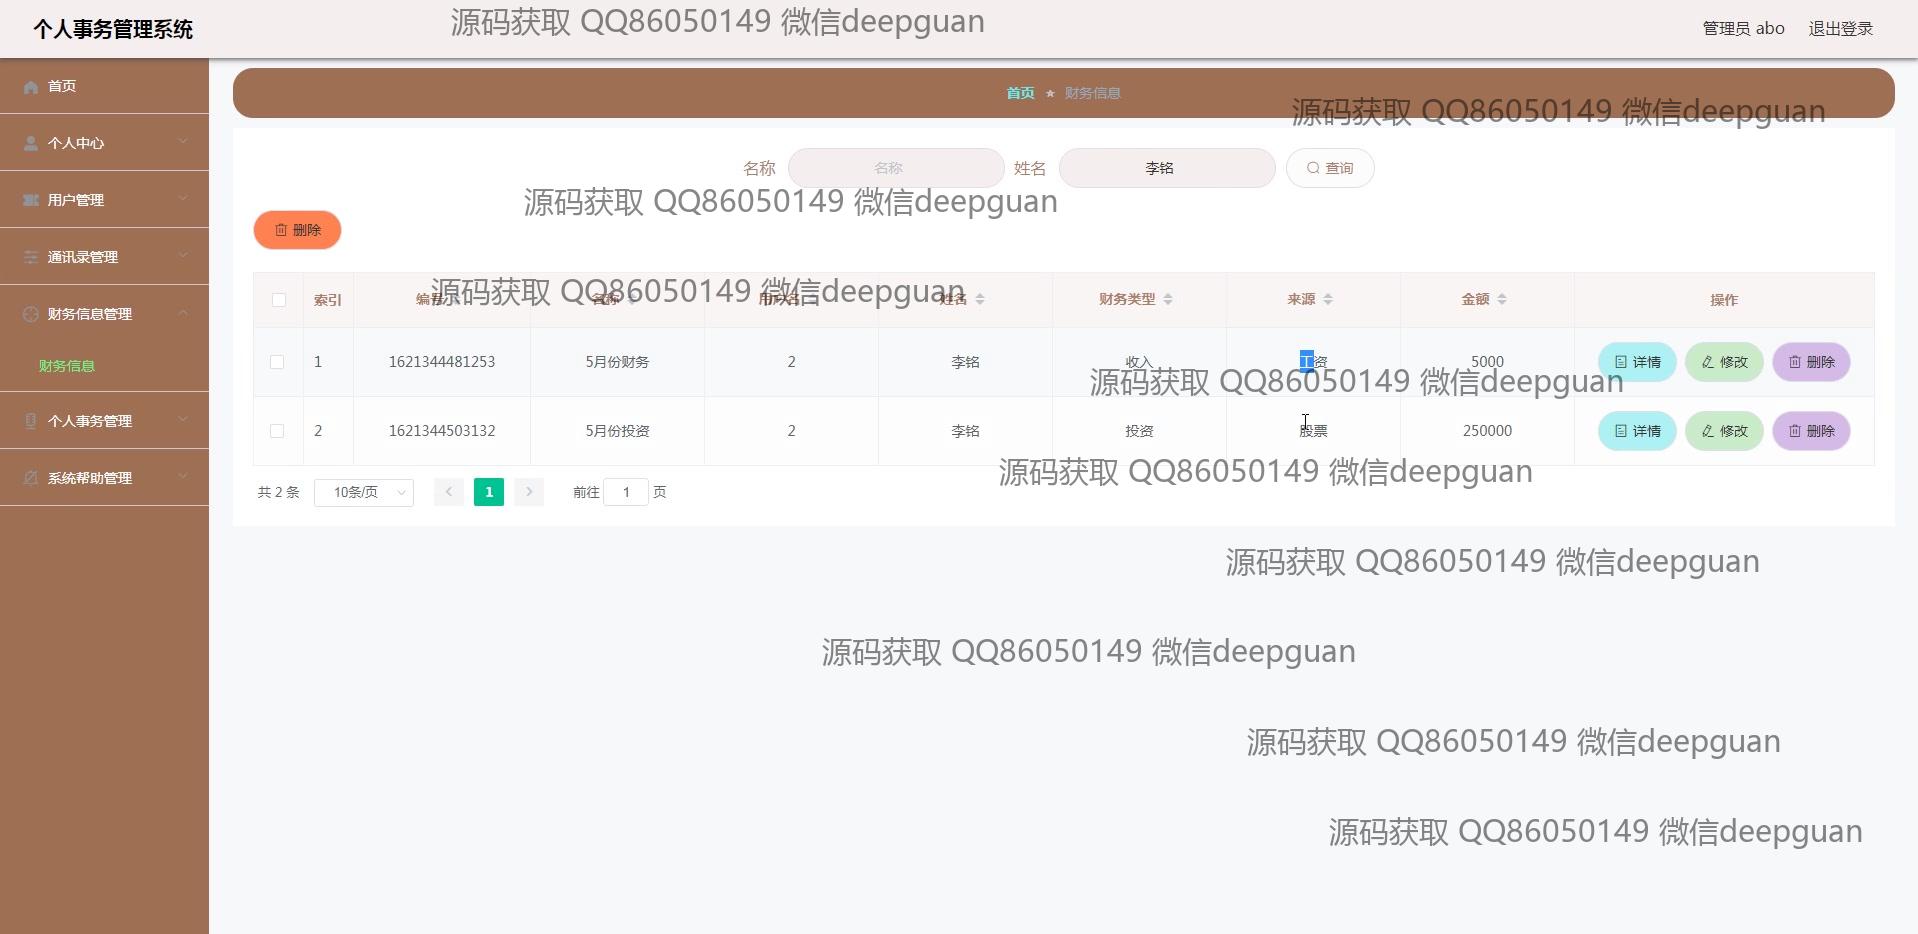 个人事务管理系统
源码获取 QQ86050149 微信deepguan
管理员 abo 退出登录
首页
个人中心
用户管理
通讯录管理
财务信息管理
财务信息
个人事务管理
系统帮助管理
首页 ★ 财务信息
源码获取 QQ86050149 微信deepguan
名称 名称 姓名 李铭 查询
源码获取 QQ86050149 微信deepguan
删除
源码获取 QQ86050149 微信deepguan
索引 编号 名称 用户名 姓名 财务类型 来源 金额 操作
1 1621344481253 5月份财务 2 李铭 收入 工资 5000 详情 修改 删除
源码获取 QQ86050149 微信deepguan
2 1621344503132 5月份投资 2 李铭 投资 股票 250000 详情 修改 删除
源码获取 QQ86050149 微信deepguan
共 2 条 10条/页 1 前往 1 页
源码获取 QQ86050149 微信deepguan
源码获取 QQ86050149 微信deepguan
源码获取 QQ86050149 微信deepguan
源码获取 QQ86050149 微信deepguan